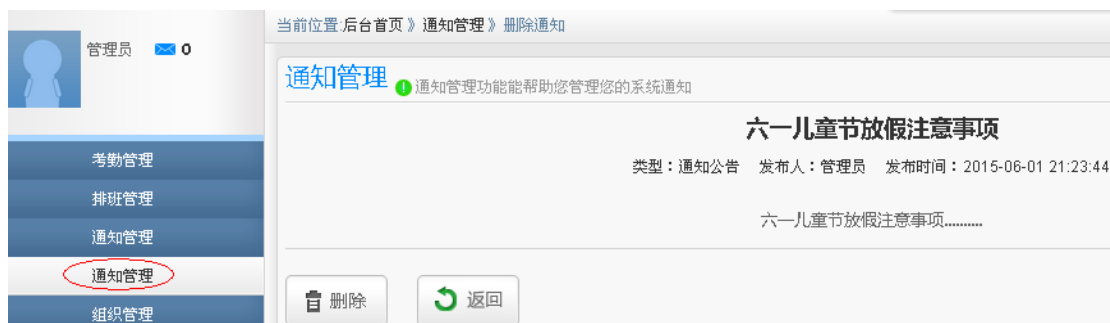 当前位置:后台首页 》 通知管理 》 删除通知
管理员 0
通知管理 通知管理功能能帮助您管理您的系统通知
六一儿童节放假注意事项
类型：通知公告 发布人：管理员 发布时间：2015-06-01 21:23:44
六一儿童节放假注意事项..........
考勤管理
排班管理
通知管理
通知管理
组织管理
删除 返回